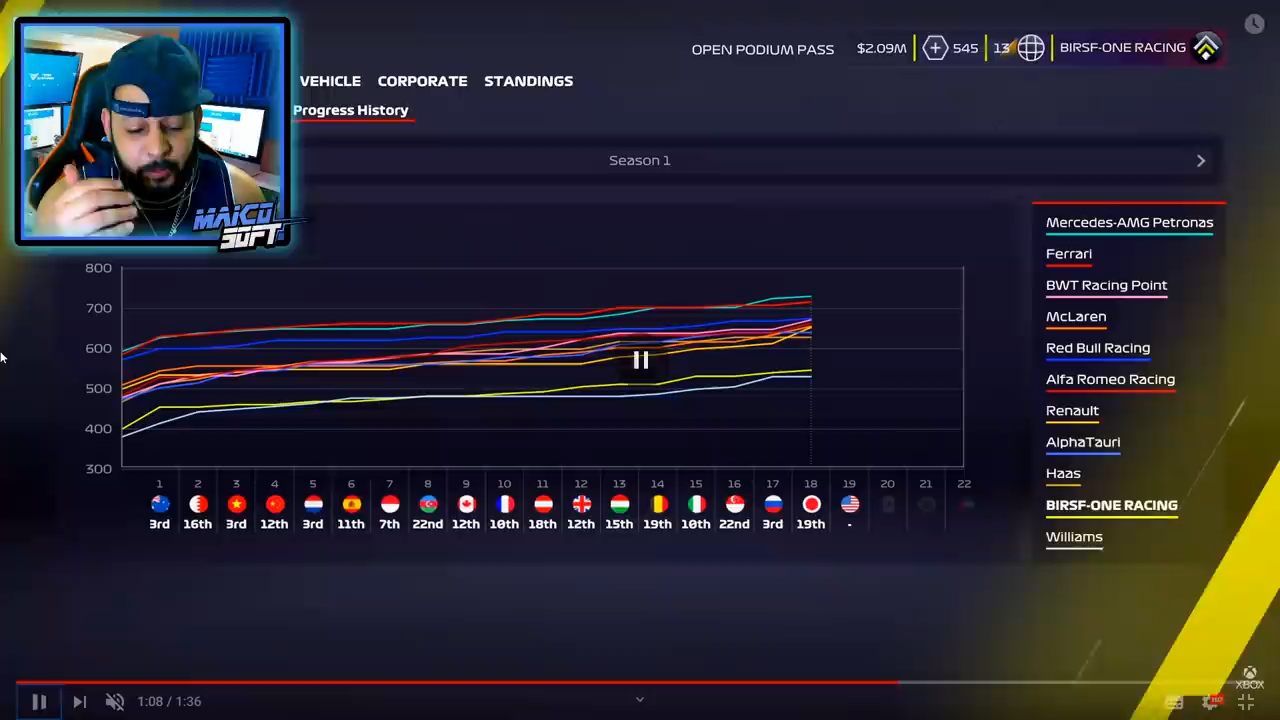 OPEN PODIUM PASS $2.09M 545 13 BIRSF-ONE RACING
VEHICLE CORPORATE STANDINGS
Progress History
Season 1
MAICO
SOFT
Mercedes-AMG Petronas
Ferrari
BWT Racing Point
McLaren
Red Bull Racing
Alfa Romeo Racing
Renault
AlphaTauri
Haas
BIRSF-ONE RACING
Williams
800
700
600
500
400
300
1 2 3 4 5 6 7 8 9 10 11 12 13 14 15 16 17 18 19 20 21 22
3rd 16th 3rd 12th 3rd 11th 7th 22nd 12th 10th 18th 12th 15th 19th 10th 22nd 3rd 19th -
XBOX
1:08 / 1:36
HD